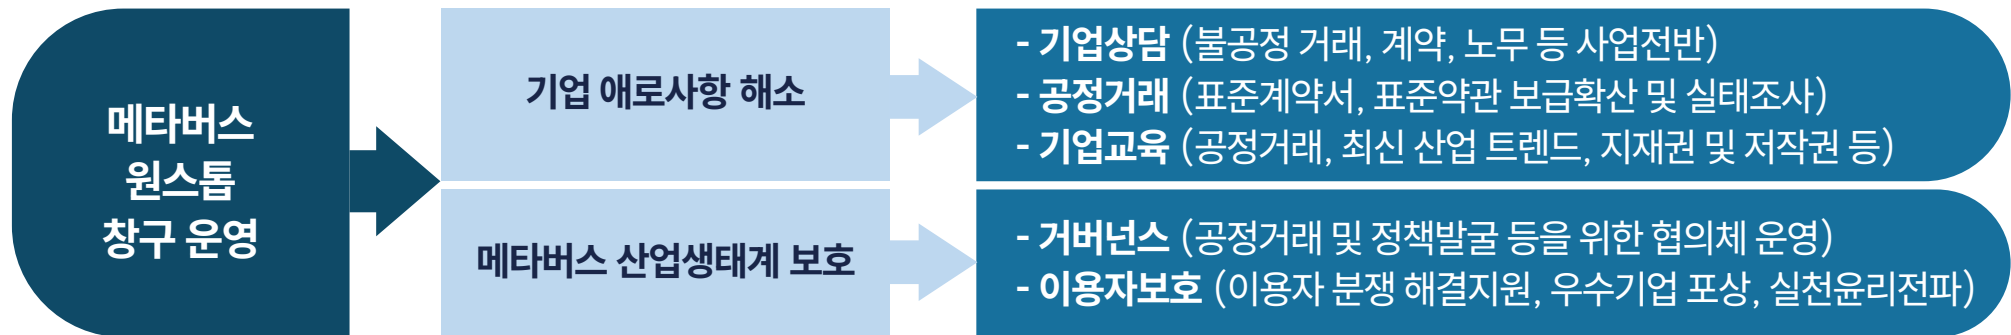 메타버스
원스톱
창구 운영
기업 애로사항 해소
- 기업상담 (불공정 거래, 계약, 노무 등 사업전반)
- 공정거래 (표준계약서, 표준약관 보급확산 및 실태조사)
- 기업교육 (공정거래, 최신 산업 트렌드, 지재권 및 저작권 등)
메타버스 산업생태계 보호
- 거버넌스 (공정거래 및 정책발굴 등을 위한 협의체 운영)
- 이용자보호 (이용자 분쟁 해결지원, 우수기업 포상, 실천윤리전파)